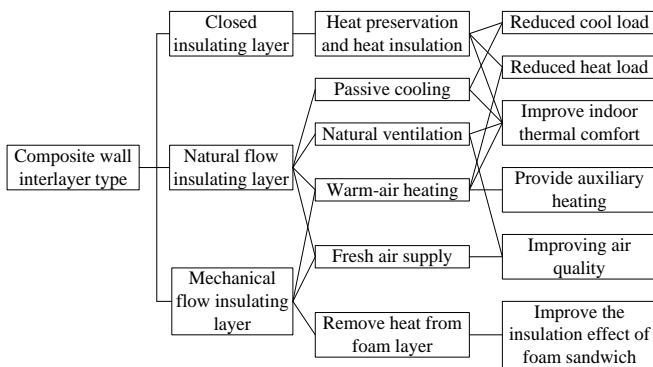 Composite wall
interlayer type
Closed
insulating layer
Natural flow
insulating layer
Mechanical
flow insulating
layer
Heat preservation
and heat insulation
Passive cooling
Natural ventilation
Warm-air heating
Fresh air supply
Remove heat from
foam layer
Reduced cool load
Reduced heat load
Improve indoor
thermal comfort
Provide auxiliary
heating
Improving air
quality
Improve the
insulation effect of
foam sandwich